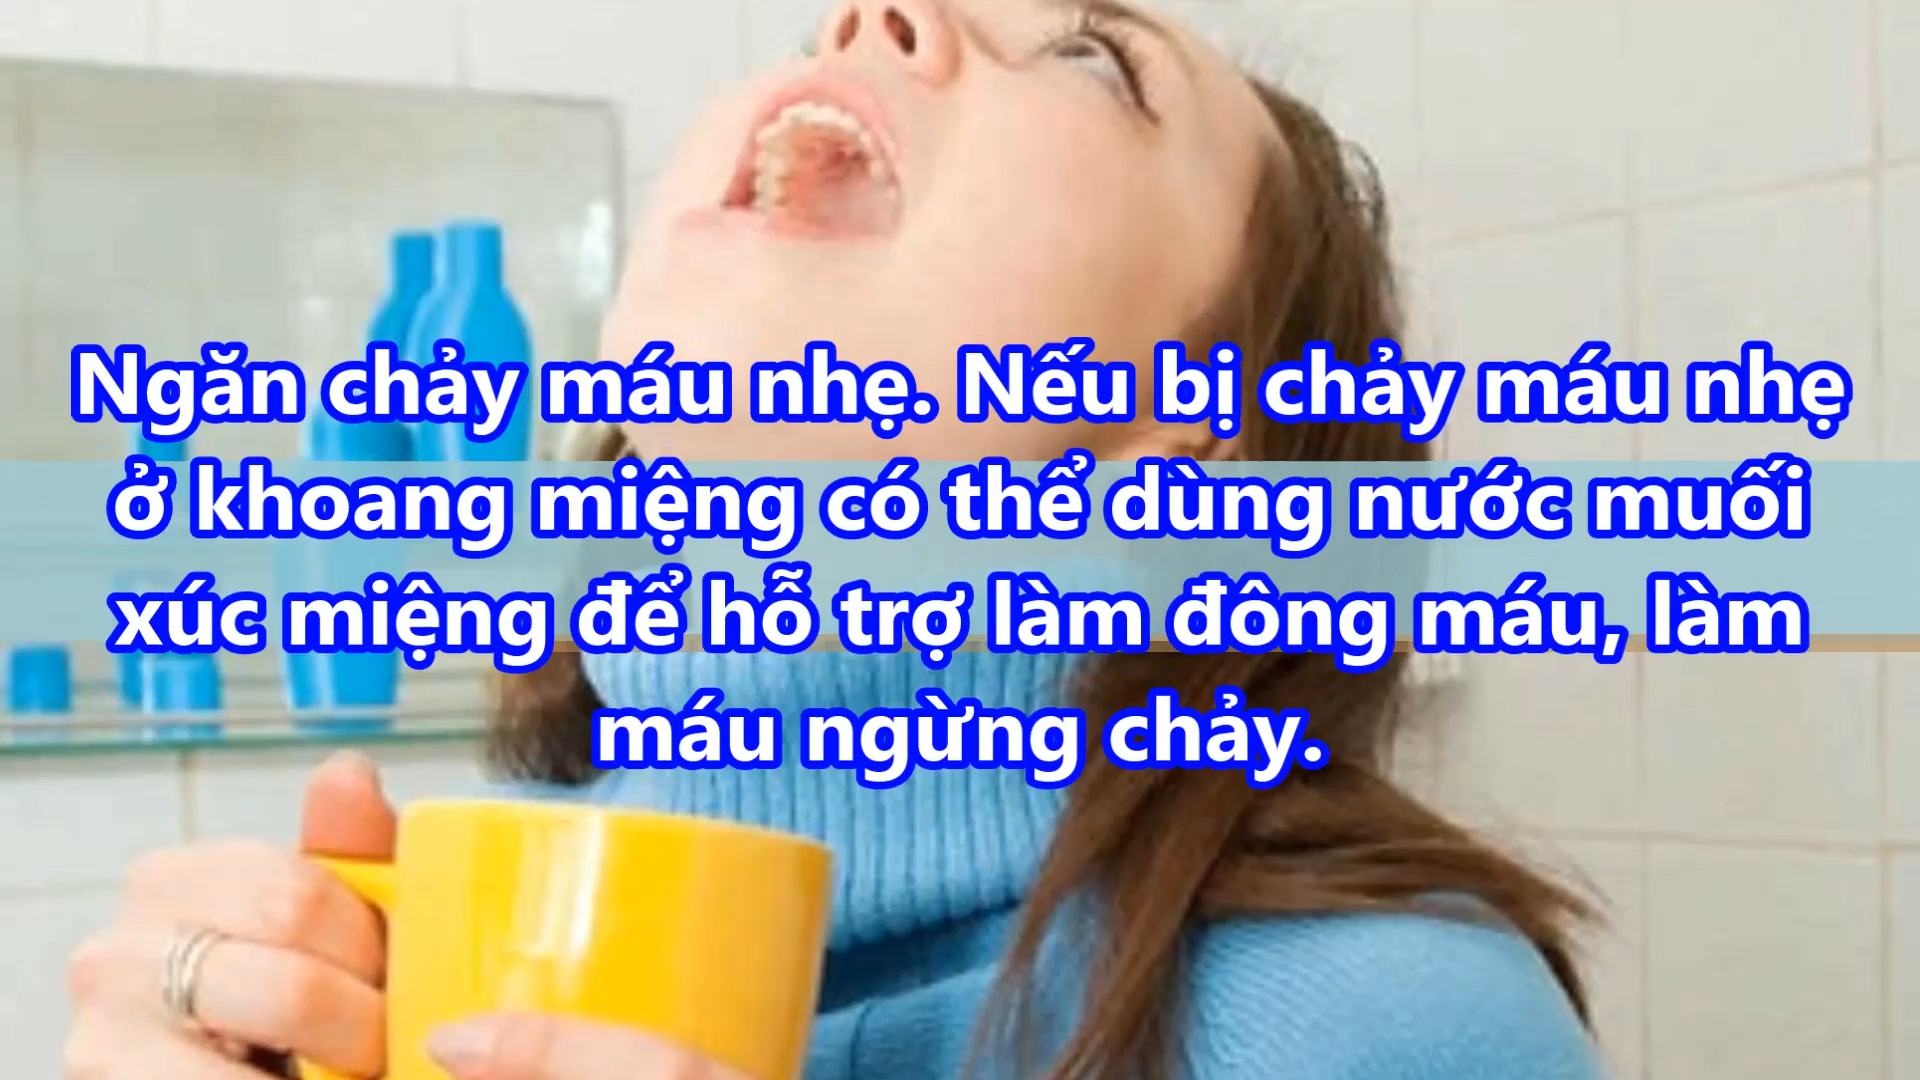 Ngăn chảy máu nhẹ. Nếu bị chảy máu nhẹ
ở khoang miệng có thể dùng nước muối
xúc miệng để hỗ trợ làm đông máu, làm
máu ngừng chảy.